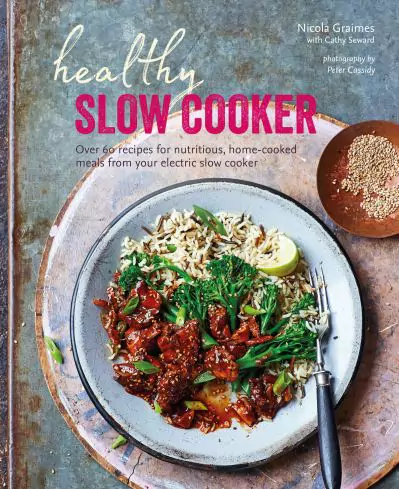 Nicola Graimes
with Cathy Seward
photography by
Peter Cassidy
healthy
SLOW COOKER
Over 60 recipes for nutritious, home-cooked
meals from your electric slow cooker